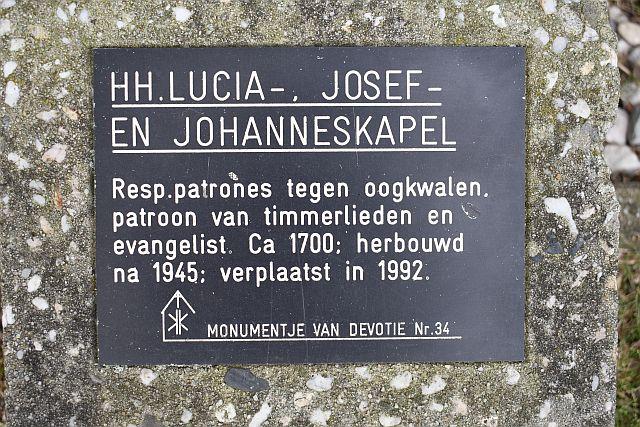 HH.LUCIA-, JOSEF-
EN JOHANNESKAPEL
Resp.patrones tegen oogkwalen,
patroon van timmerlieden en
evangelist. Ca 1700; herbouwd
na 1945; verplaatst in 1992.
MONUMENTJE VAN DEVOTIE Nr.34